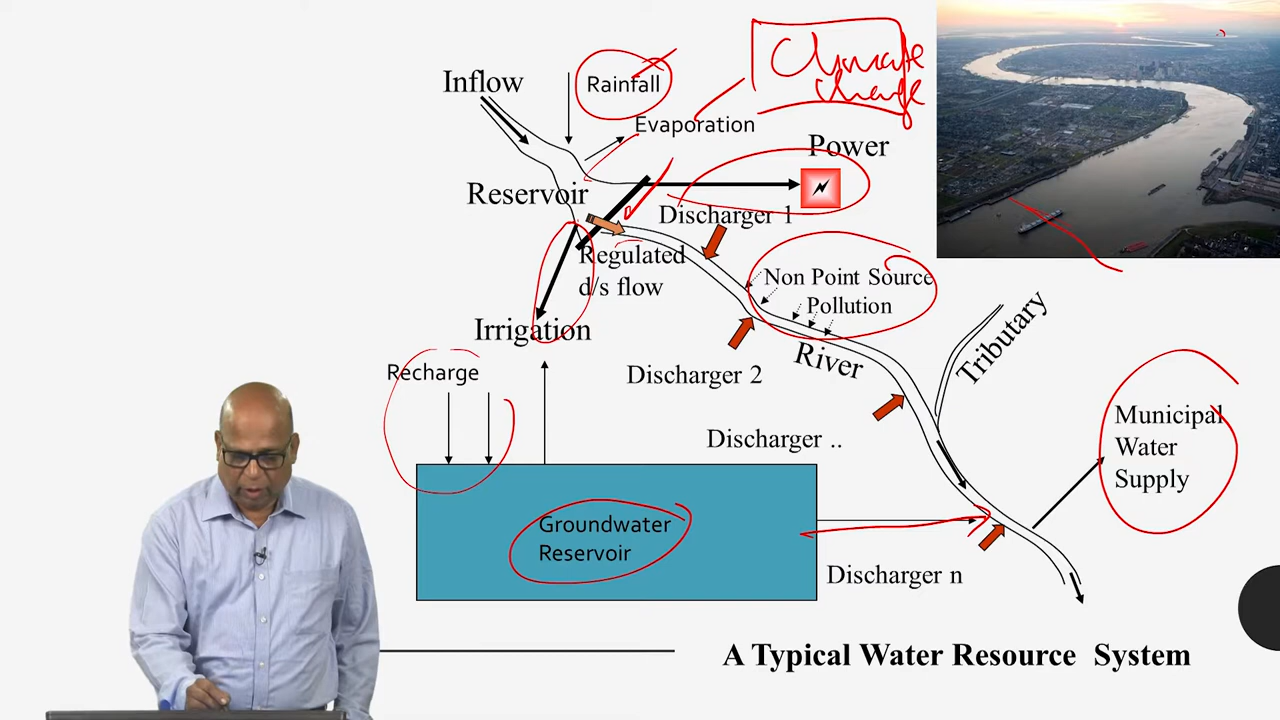 Climate
change
Inflow
Rainfall
Evaporation
Power
Reservoir
Discharger 1
Regulated
d/s flow
Non Point Source
Pollution
Irrigation
River
Tributary
Recharge
Discharger 2
Municipal
Water
Supply
Discharger ..
Groundwater
Reservoir
Discharger n
A Typical Water Resource System